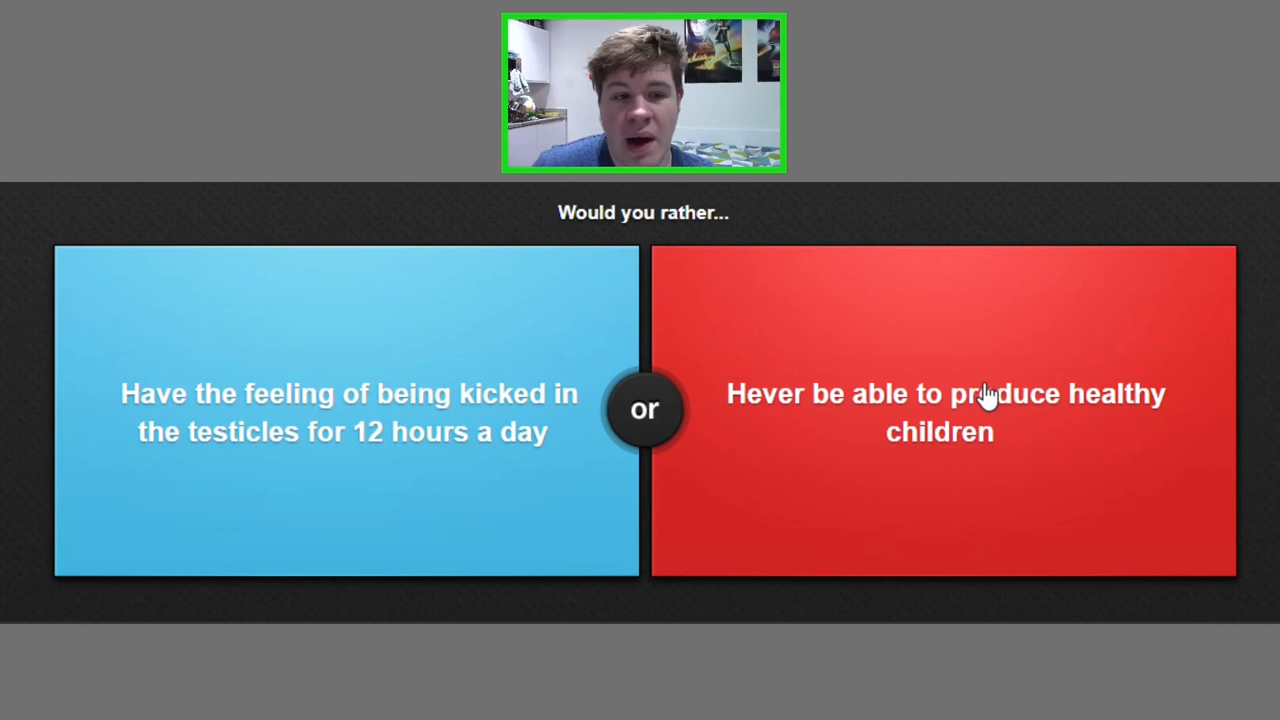 Would you rather...
Have the feeling of being kicked in
the testicles for 12 hours a day
or
Hever be able to produce healthy
children